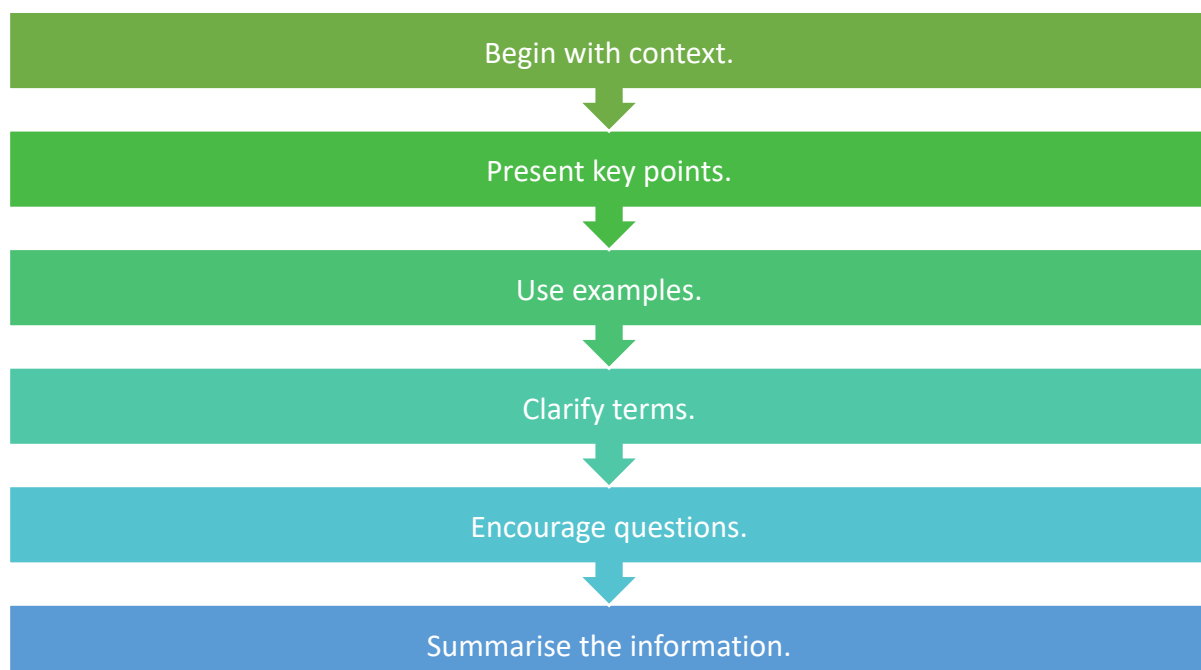 Begin with context.
Present key points.
Use examples.
Clarify terms.
Encourage questions.
Summarise the information.